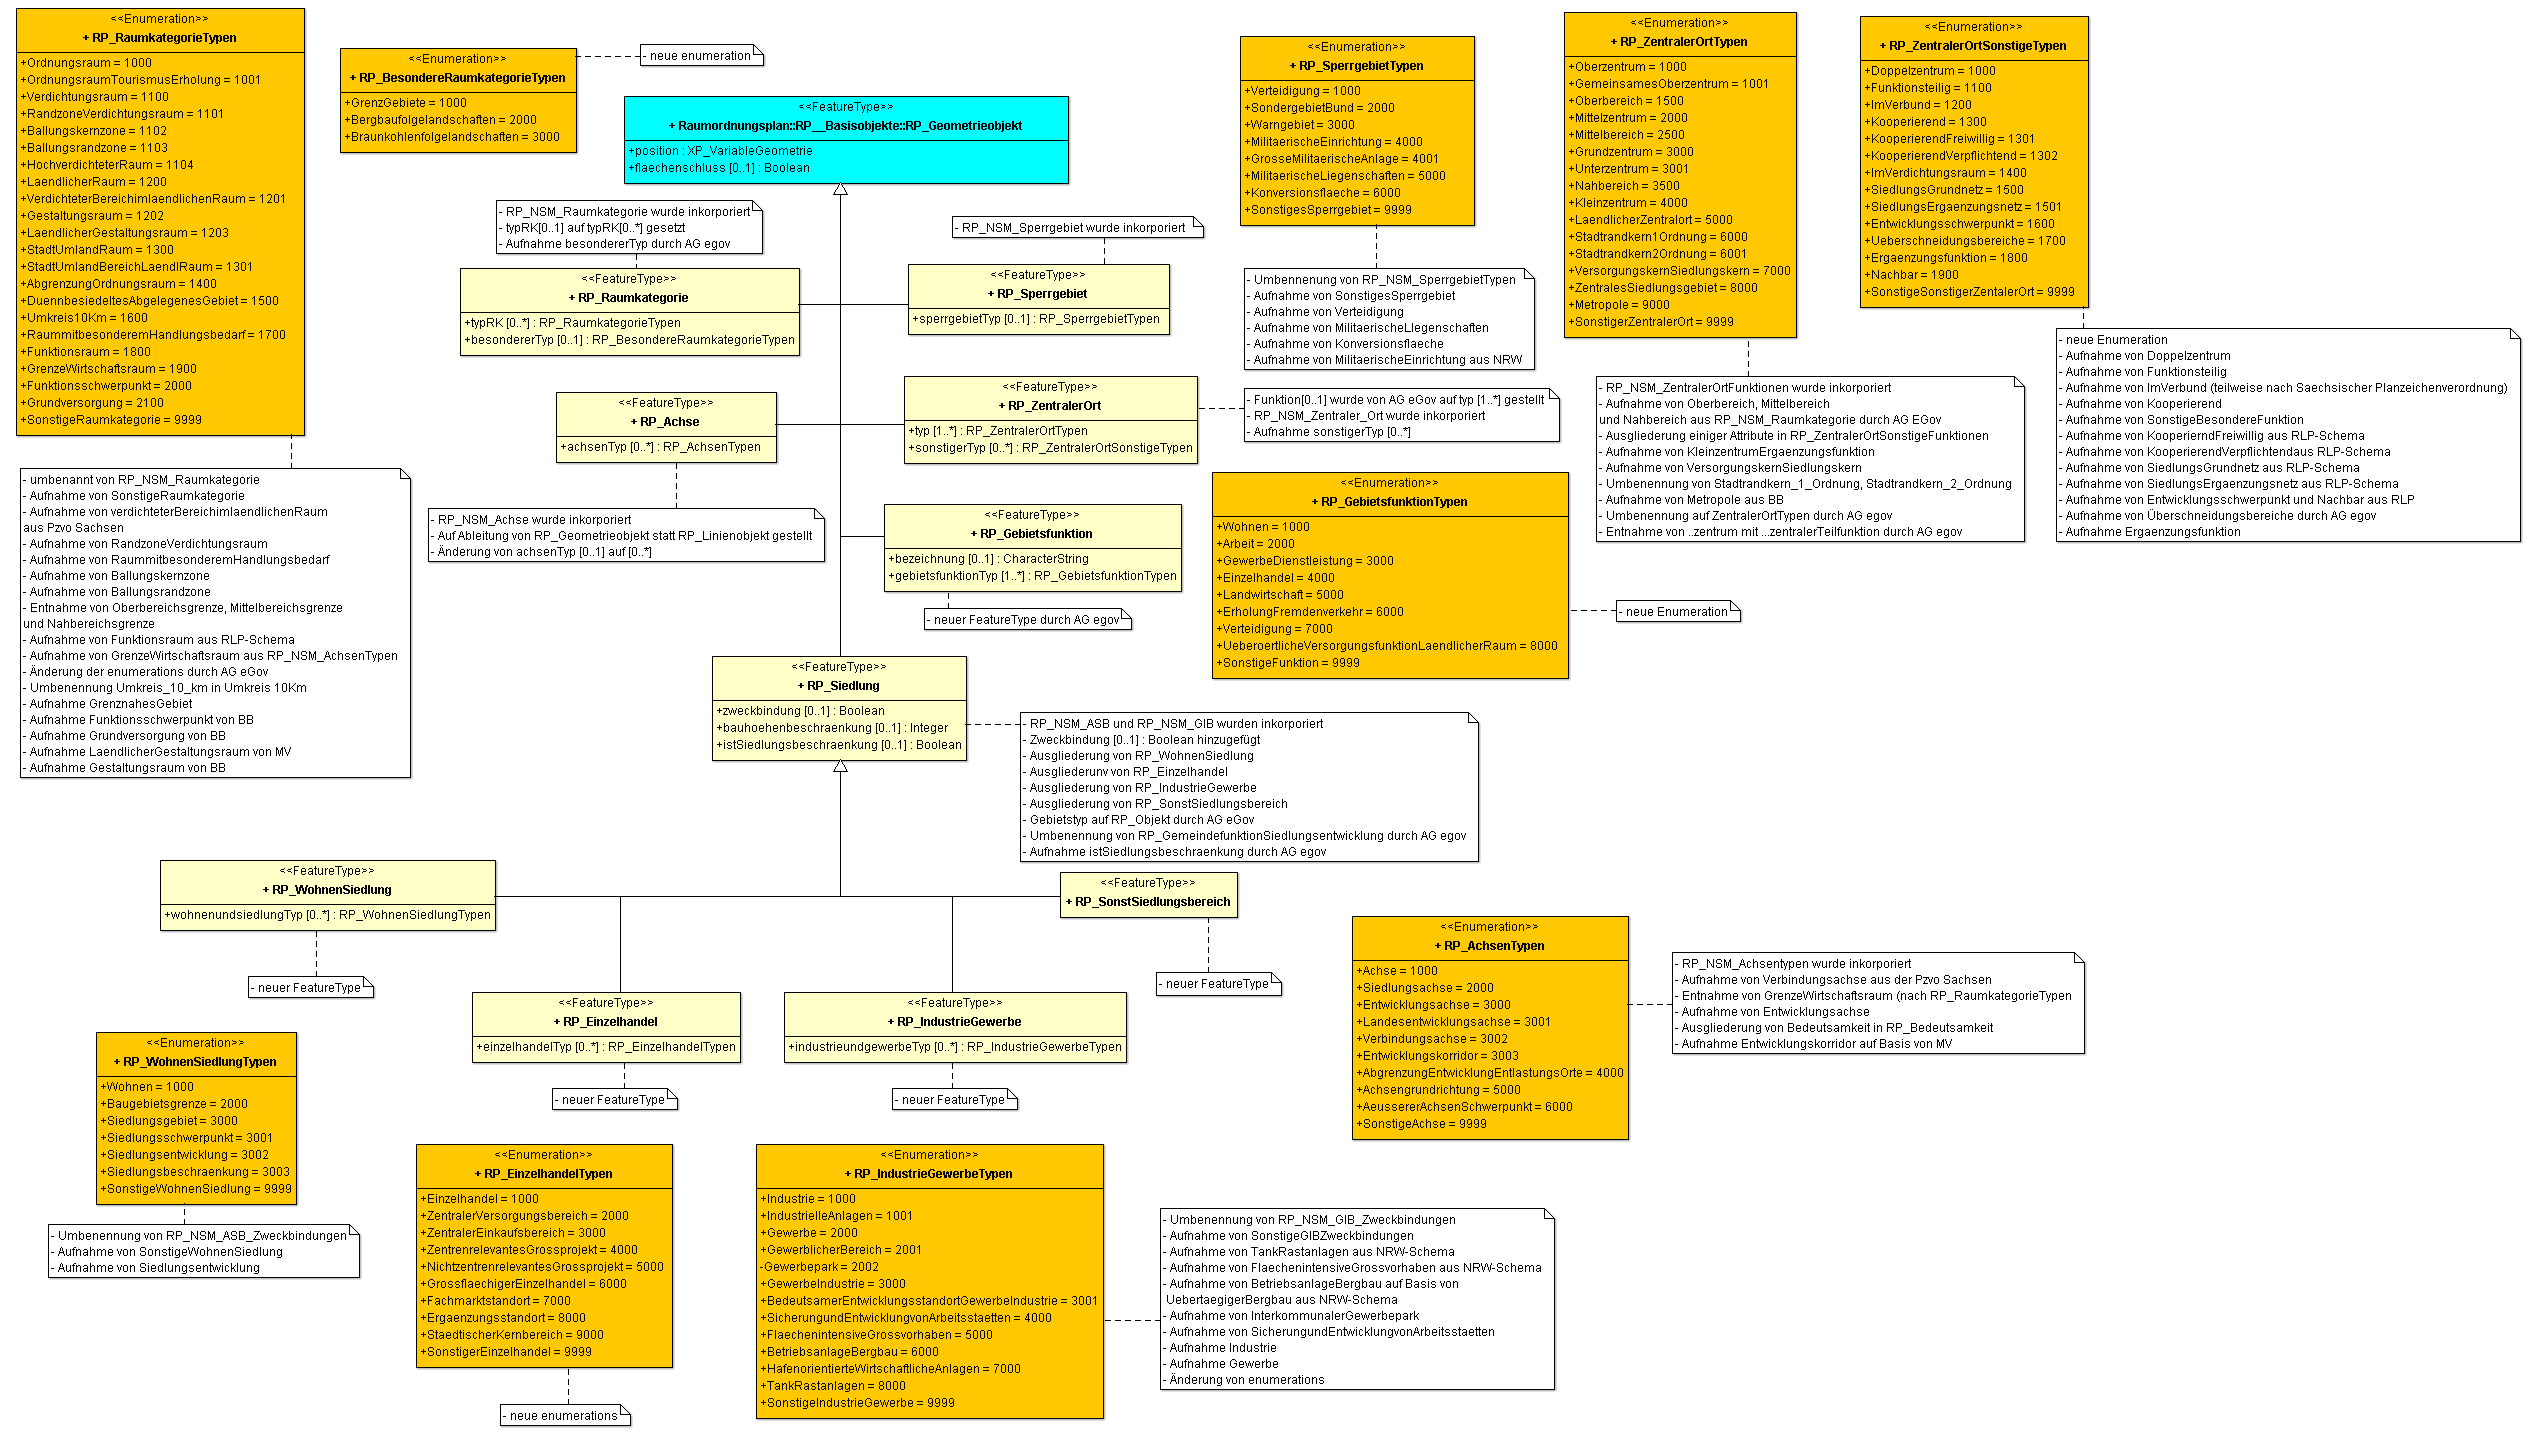 <<Enumeration>>
+ RP_RaumkategorieTypen
+Ordnungsraum = 1000
+OrdnungsraumTourismusErholung = 1001
+Verdichtungsraum = 1100
+RandzoneVerdichtungsraum = 1101
+Ballungskernzone = 1102
+Ballungsrandzone = 1103
+HochverdichteterRaum = 1104
+LaendlicherRaum = 1200
+VerdichteterBereichimlaendlichenRaum = 1201
+Gestaltungsraum = 1202
+LaendlicherGestaltungsraum = 1203
+StadtUmlandRaum = 1300
+StadtUmlandBereichLaendlRaum = 1301
+AbgrenzungOrdnungsraum = 1400
+DuennbesiedeltesAbgelegenesGebiet = 1500
+Umkreis10Km = 1600
+RaummitbesonderemHandlungsbedarf = 1700
+Funktionsraum = 1800
+GrenzeWirtschaftsraum = 1900
+Funktionsschwerpunkt = 2000
+Grundversorgung = 2100
+SonstigeRaumkategorie = 9999
- umbenannt von RP_NSM_Raumkategorie
- Aufnahme von SonstigeRaumkategorie
- Aufnahme von verdichteterBereichimlaendlichenRaum
aus Pzvo Sachsen
- Aufnahme von RandzoneVerdichtungsraum
- Aufnahme von RaummitbesonderemHandlungsbedarf
- Aufnahme von Ballungskernzone
- Aufnahme von Ballungsrandzone
- Entnahme von Oberbereichsgrenze, Mittelbereichsgrenze
und Nahbereichsgrenze
- Aufnahme von Funktionsraum aus RLP-Schema
- Aufnahme von GrenzeWirtschaftsraum aus RP_NSM_AchsenTypen
- Änderung der enumerations durch AG eGov
- Umbenennung Umkreis_10_km in Umkreis 10Km
- Aufnahme GrenznahesGebiet
- Aufnahme Funktionsschwerpunkt von BB
- Aufnahme Grundversorgung von BB
- Aufnahme LaendlicherGestaltungsraum von MV
- Aufnahme Gestaltungsraum von BB
<<Enumeration>>
+ RP_BesondereRaumkategorieTypen
+GrenzGebiete = 1000
+Bergbaufolgelandschaften = 2000
+Braunkohlenfolgelandschaften = 3000
- neue enumeration
<<FeatureType>>
+ Raumordnungsplan::RP__Basisobjekte::RP_Geometrieobjekt
+position : XP_VariableGeometrie
+flaechenschluss [0..1] : Boolean
- RP_NSM_Raumkategorie wurde inkorporiert
- typRK[0..1] auf typRK[0..*] gesetzt
- Aufnahme besondererTyp durch AG egov
<<FeatureType>>
+ RP_Raumkategorie
+typRK [0..*] : RP_RaumkategorieTypen
+besondererTyp [0..1] : RP_BesondereRaumkategorieTypen
- RP_NSM_Sperrgebiet wurde inkorporiert
<<FeatureType>>
+ RP_Sperrgebiet
+sperrgebietTyp [0..1] : RP_SperrgebietTypen
<<FeatureType>>
+ RP_Achse
+achsenTyp [0..*] : RP_AchsenTypen
- RP_NSM_Achse wurde inkorporiert
- Auf Ableitung von RP_Geometrieobjekt statt RP_Linienobjekt gestellt
- Änderung von achsenTyp [0..1] auf [0..*]
<<FeatureType>>
+ RP_ZentralerOrt
+typ [1..*] : RP_ZentralerOrtTypen
+sonstigerTyp [0..*] : RP_ZentralerOrtSonstigeTypen
- Funktion[0..1] wurde von AG eGov auf typ [1..*] gestellt
- RP_NSM_Zentraler_Ort wurde inkorporiert
- Aufnahme sonstigerTyp [0..*]
<<FeatureType>>
+ RP_Gebietsfunktion
+bezeichnung [0..1] : CharacterString
+gebietsfunktionTyp [1..*] : RP_GebietsfunktionTypen
- neuer FeatureType durch AG egov
<<Enumeration>>
+ RP_SperrgebietTypen
+Verteidigung = 1000
+SondergebietBund = 2000
+Warngebiet = 3000
+MilitaerischeEinrichtung = 4000
+GrosseMilitaerischeAnlage = 4001
+MilitaerischeLiegenschaften = 5000
+Konversionsflaeche = 6000
+SonstigesSperrgebiet = 9999
- Umbennenung von RP_NSM_SperrgebietTypen
- Aufnahme von SonstigesSperrgebiet
- Aufnahme von Verteidigung
- Aufnahme von MilitaerischeLIegenschaften
- Aufnahme von Konversionsflaeche
- Aufnahme von MilitaerischeEinrichtung aus NRW
<<Enumeration>>
+ RP_ZentralerOrtTypen
+Oberzentrum = 1000
+GemeinsamesOberzentrum = 1001
+Oberbereich = 1500
+Mittelzentrum = 2000
+Mittelbereich = 2500
+Grundzentrum = 3000
+Unterzentrum = 3001
+Nahbereich = 3500
+Kleinzentrum = 4000
+LaendlicherZentralort = 5000
+Stadtrandkern1Ordnung = 6000
+Stadtrandkern2Ordnung = 6001
+VersorgungskernSiedlungskern = 7000
+ZentralesSiedlungsgebiet = 8000
+Metropole = 9000
+SonstigerZentralerOrt = 9999
- RP_NSM_ZentralerOrtFunktionen wurde inkorporiert
- Aufnahme von Oberbereich, Mittelbereich
und Nahbereich aus RP_NSM_Raumkategorie durch AG EGov
- Ausgliederung einiger Attribute in RP_ZentralerOrtSonstigeFunktionen
- Aufnahme von KleinzentrumErgaenzungsfunktion
- Aufnahme von VersorgungskernSiedlungskern
- Umbenennung von Stadtrandkern_1_Ordnung, Stadtrandkern_2_Ordnung
- Aufnahme von Metropole aus BB
- Umbenennung auf ZentralerOrtTypen durch AG egov
- Entnahme von ..zentrum mit ...zentralerTeilfunktion durch AG egov
<<Enumeration>>
+ RP_ZentralerOrtSonstigeTypen
+Doppelzentrum = 1000
+Funktionsteilig = 1100
+ImVerbund = 1200
+Kooperierend = 1300
+KooperierendFreiwillig = 1301
+KooperierendVerpflichtend = 1302
+ImVerdichtungsraum = 1400
+SiedlungsGrundnetz = 1500
+SiedlungsErgaenzungsnetz = 1501
+Entwicklungsschwerpunkt = 1600
+Ueberschneidungsbereiche = 1700
+Ergaenzungsfunktion = 1800
+Nachbar = 1900
+SonstigeSonstigerZentalerOrt = 9999
- neue Enumeration
- Aufnahme von Doppelzentrum
- Aufnahme von Funktionsteilig
- Aufnahme von ImVerbund (teilweise nach Saechsischer Planzeichenverordnung)
- Aufnahme von Kooperierend
- Aufnahme von SonstigeBesondereFunktion
- Aufnahme von KooperierndFreiwillig aus RLP-Schema
- Aufnahme von KooperierendVerpflichtendaus RLP-Schema
- Aufnahme von SiedlungsGrundnetz aus RLP-Schema
- Aufnahme von SiedlungsErgaenzungsnetz aus RLP-Schema
- Aufnahme von Entwicklungsschwerpunkt und Nachbar aus RLP
- Aufnahme von Überschneidungsbereiche durch AG egov
- Aufnahme Ergaenzungsfunktion
<<Enumeration>>
+ RP_GebietsfunktionTypen
+Wohnen = 1000
+Arbeit = 2000
+GewerbeDienstleistung = 3000
+Einzelhandel = 4000
+Landwirtschaft = 5000
+ErholungFremdenverkehr = 6000
+Verteidigung = 7000
+UeberoertlicheVersorgungsfunktionLaendlicherRaum = 8000
+SonstigeFunktion = 9999
- neue Enumeration
<<FeatureType>>
+ RP_Siedlung
+zweckbindung [0..1] : Boolean
+bauhoehenbeschraenkung [0..1] : Integer
+istSiedlungsbeschraenkung [0..1] : Boolean
- RP_NSM_ASB und RP_NSM_GIB wurden inkorporiert
- Zweckbindung [0..1] : Boolean hinzugefügt
- Ausgliederung von RP_WohnenSiedlung
- Ausgliederunv von RP_Einzelhandel
- Ausgliederung von RP_IndustrieGewerbe
- Ausgliederung von RP_SonstSiedlungsbereich
- Gebietstyp auf RP_Objekt durch AG eGov
- Umbenennung von RP_GemeindefunktionSiedlungsentwicklung durch AG egov
- Aufnahme istSiedlungsbeschraenkung durch AG egov
<<FeatureType>>
+ RP_WohnenSiedlung
+wohnenundsiedlungTyp [0..*] : RP_WohnenSiedlungTypen
- neuer FeatureType
<<FeatureType>>
+ RP_SonstSiedlungsbereich
- neuer FeatureType
<<FeatureType>>
+ RP_Einzelhandel
+einzelhandelTyp [0..*] : RP_EinzelhandelTypen
- neuer FeatureType
<<FeatureType>>
+ RP_IndustrieGewerbe
+industrieundgewerbeTyp [0..*] : RP_IndustrieGewerbeTypen
- neuer FeatureType
<<Enumeration>>
+ RP_AchsenTypen
+Achse = 1000
+Siedlungsachse = 2000
+Entwicklungsachse = 3000
+Landesentwicklungsachse = 3001
+Verbindungsachse = 3002
+Entwicklungskorridor = 3003
+AbgrenzungEntwicklungEntlastungsOrte = 4000
+Achsengrundrichtung = 5000
+AeussererAchsenSchwerpunkt = 6000
+SonstigeAchse = 9999
- RP_NSM_Achsentypen wurde inkorporiert
- Aufnahme von Verbindungsachse aus der Pzvo Sachsen
- Entnahme von GrenzeWirtschaftsraum (nach RP_RaumkategorieTypen
- Aufnahme von Entwicklungsachse
- Ausgliederung von Bedeutsamkeit in RP_Bedeutsamkeit
- Aufnahme Entwicklungskorridor auf Basis von MV
<<Enumeration>>
+ RP_WohnenSiedlungTypen
+Wohnen = 1000
+Baugebietsgrenze = 2000
+Siedlungsgebiet = 3000
+Siedlungsschwerpunkt = 3001
+Siedlungsentwicklung = 3002
+Siedlungsbeschraenkung = 3003
+SonstigeWohnenSiedlung = 9999
- Umbenennung von RP_NSM_ASB_Zweckbindungen
- Aufnahme von SonstigeWohnenSiedlung
- Aufnahme von Siedlungsentwicklung
<<Enumeration>>
+ RP_EinzelhandelTypen
+Einzelhandel = 1000
+ZentralerVersorgungsbereich = 2000
+ZentralerEinkaufsbereich = 3000
+ZentrenrelevantesGrossprojekt = 4000
+NichtzentrenrelevantesGrossprojekt = 5000
+GrossflaechigerEinzelhandel = 6000
+Fachmarktstandort = 7000
+Ergaenzungsstandort = 8000
+StaedtischerKernbereich = 9000
+SonstigerEinzelhandel = 9999
- neue enumerations
<<Enumeration>>
+ RP_IndustrieGewerbeTypen
+Industrie = 1000
+IndustrielleAnlagen = 1001
+Gewerbe = 2000
+GewerblicherBereich = 2001
-Gewerbepark = 2002
+GewerbeIndustrie = 3000
+BedeutsamerEntwicklungsstandortGewerbeIndustrie = 3001
+SicherungundEntwicklungvonArbeitsstaetten = 4000
+FlaechenintensiveGrossvorhaben = 5000
+BetriebsanlageBergbau = 6000
+HafenorientierteWirtschaftlicheAnlagen = 7000
+TankRastanlagen = 8000
+SonstigeIndustrieGewerbe = 9999
- Umbenennung von RP_NSM_GIB_Zweckbindungen
- Aufnahme von SonstigeGIBZweckbindungen
- Aufnahme von TankRastanlagen aus NRW-Schema
- Aufnahme von FlaechenintensiveGrossvorhaben aus NRW-Schema
- Aufnahme von BetriebsanlageBergbau auf Basis von
UebertaegigerBergbau aus NRW-Schema
- Aufnahme von InterkommunalerGewerbepark
- Aufnahme von SicherungundEntwicklungvonArbeitsstaetten
- Aufnahme Industrie
- Aufnahme Gewerbe
- Änderung von enumerations